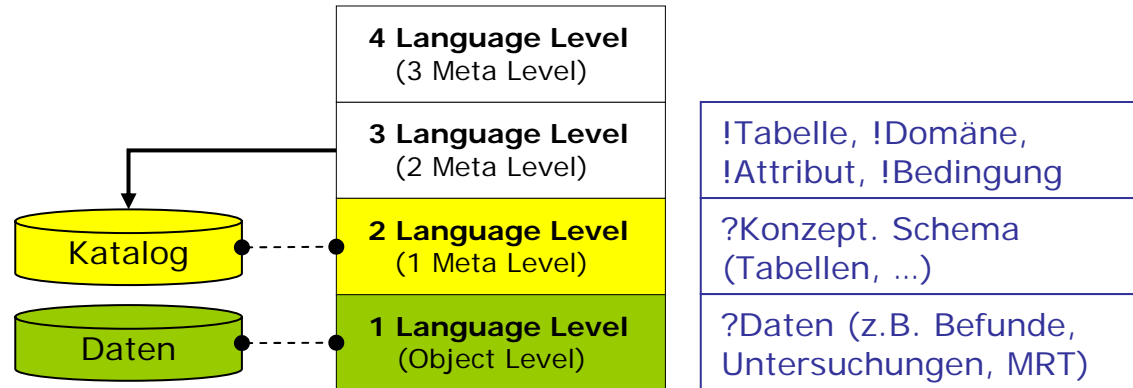 4 Language Level
(3 Meta Level)
3 Language Level
(2 Meta Level)
!Tabelle, !Domäne,
!Attribut, !Bedingung
Katalog
2 Language Level
(1 Meta Level)
?Konzept. Schema
(Tabellen, ...)
Daten
1 Language Level
(Object Level)
?Daten (z.B. Befunde,
Untersuchungen, MRT)